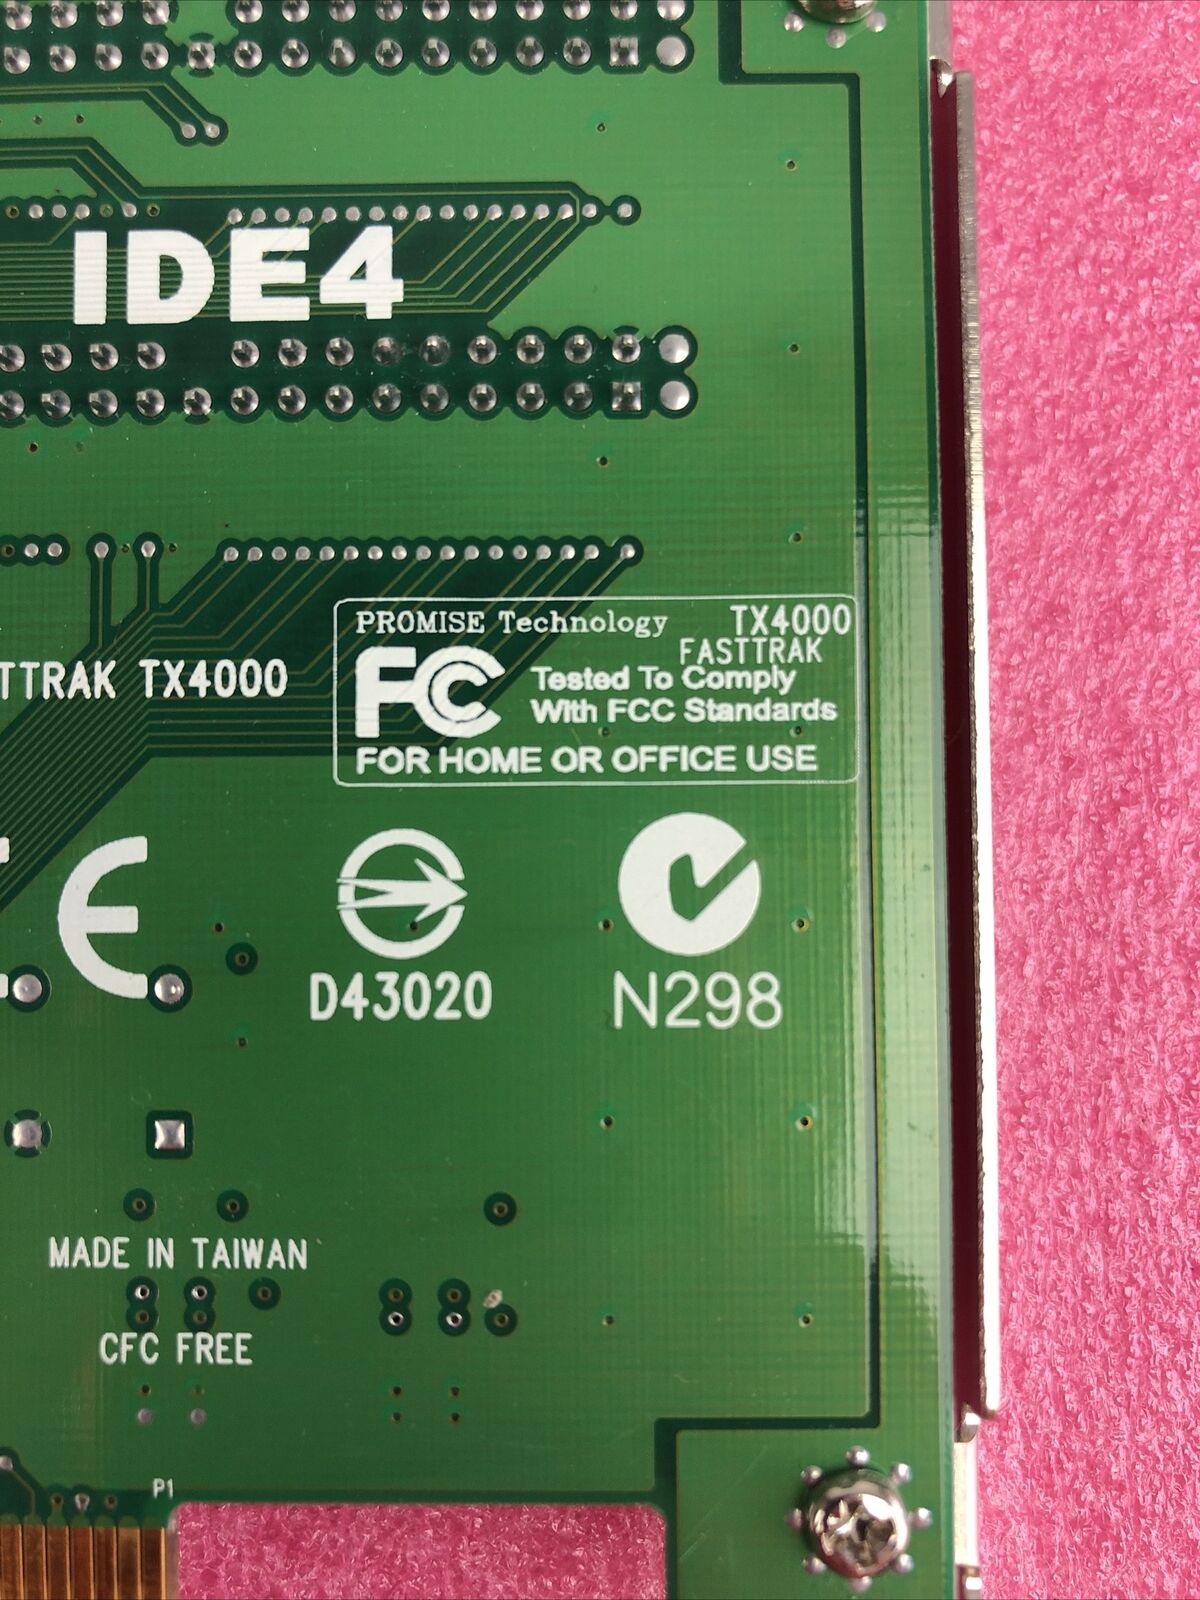 IDE4
PROMISE Technology TX4000
FASTTRAK
TTRAK TX4000
FC Tested To Comply
With FCC Standards
FOR HOME OR OFFICE USE
CE
D43020
N298
MADE IN TAIWAN
CFC FREE
P1